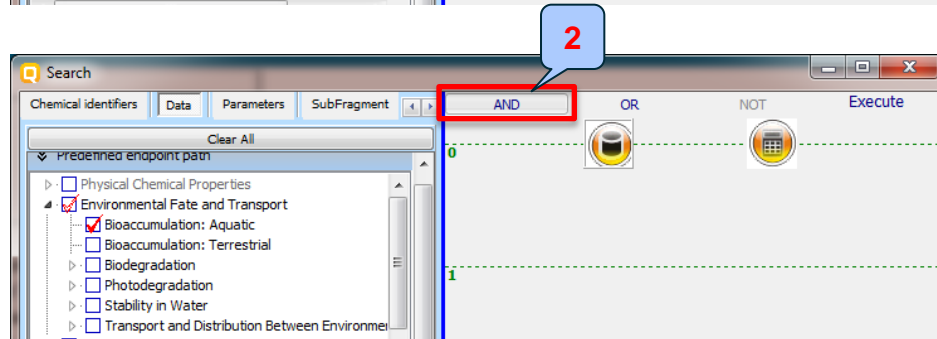 2
Search
Chemical identifiers Data Parameters SubFragment AND OR NOT Execute
Clear All
Predefined endpoint path
0
Physical Chemical Properties
Environmental Fate and Transport
Bioaccumulation: Aquatic
Bioaccumulation: Terrestrial
Biodegradation
1
Photodegradation
Stability in Water
Transport and Distribution Between Environmen